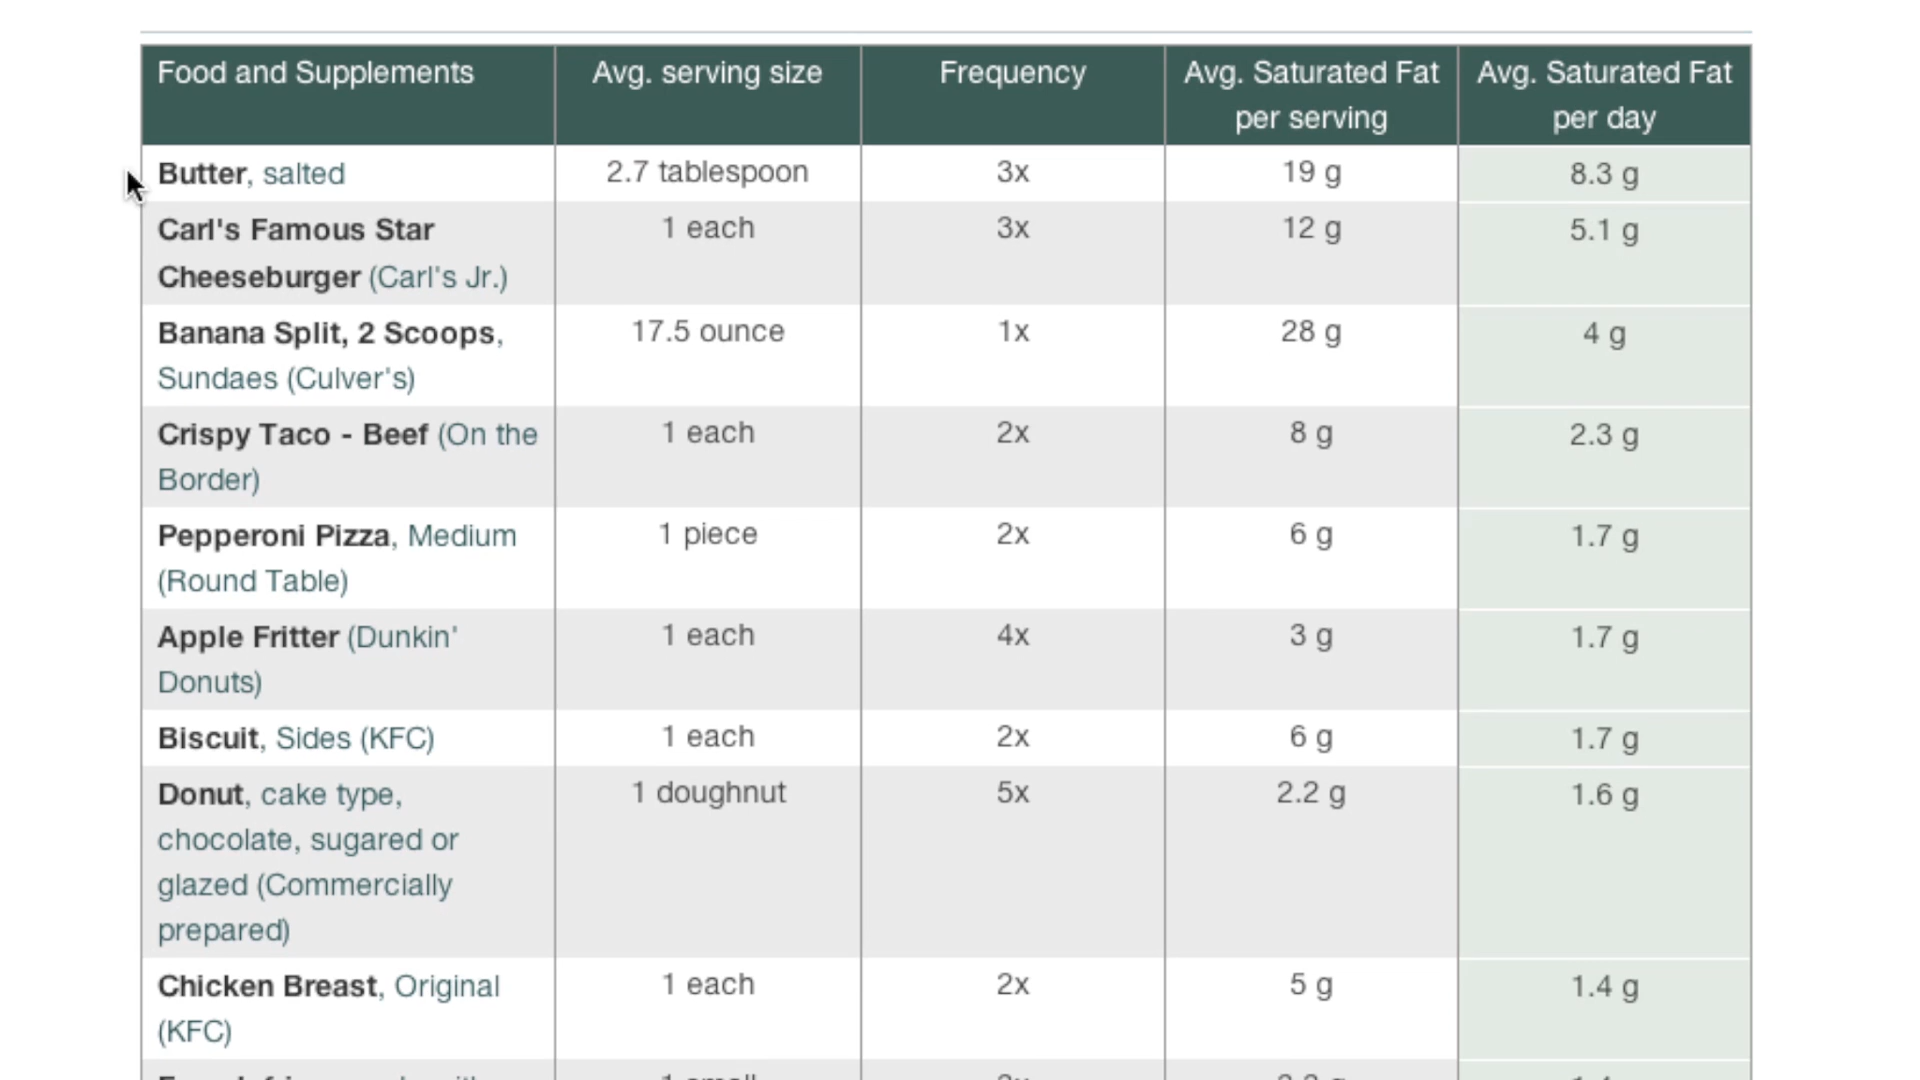 Food and Supplements
Avg. serving size
Frequency
Avg. Saturated Fat
per serving
Avg. Saturated Fat
per day
Butter, salted
2.7 tablespoon
3x
19 g
8.3 g
Carl's Famous Star
Cheeseburger (Carl's Jr.)
1 each
3x
12 g
5.1 g
Banana Split, 2 Scoops,
Sundaes (Culver's)
17.5 ounce
1x
28 g
4 g
Crispy Taco - Beef (On the
Border)
1 each
2x
8 g
2.3 g
Pepperoni Pizza, Medium
(Round Table)
1 piece
2x
6 g
1.7 g
Apple Fritter (Dunkin'
Donuts)
1 each
4x
3 g
1.7 g
Biscuit, Sides (KFC)
1 each
2x
6 g
1.7 g
Donut, cake type,
chocolate, sugared or
glazed (Commercially
prepared)
1 doughnut
5x
2.2 g
1.6 g
Chicken Breast, Original
(KFC)
1 each
2x
5 g
1.4 g